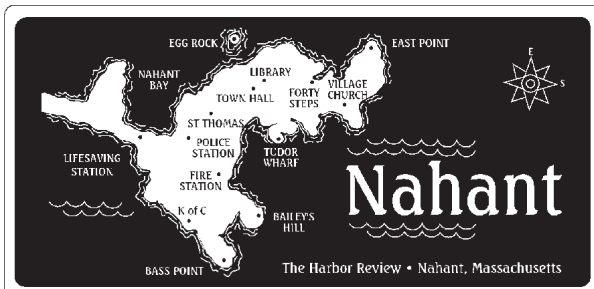 EGG ROCK
EAST POINT
E
S
NAHANT
BAY
LIBRARY
TOWN HALL
FORTY
STEPS
VILLAGE
CHURCH
ST THOMAS
POLICE
STATION
TUDOR
WHARF
LIFESAVING
STATION
FIRE
STATION
K of C
BAILEY'S
HILL
BASS POINT
Nahant
The Harbor Review • Nahant, Massachusetts